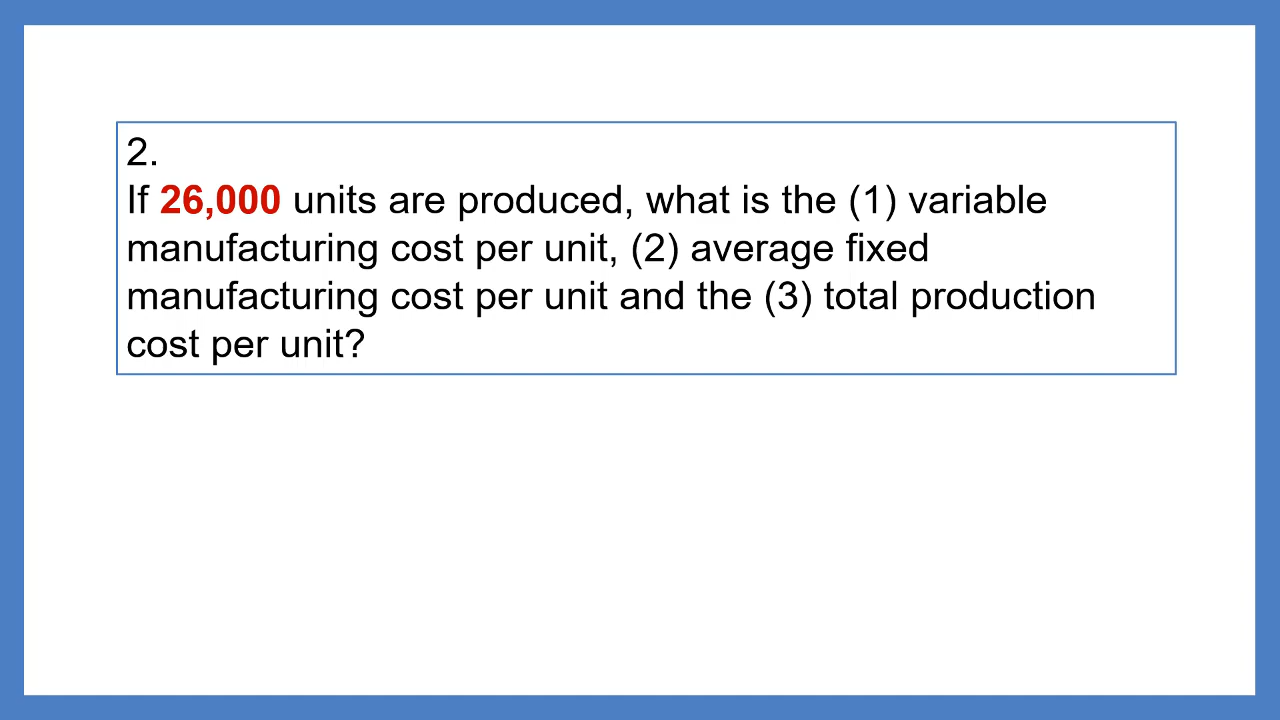 2.
If 26,000 units are produced, what is the (1) variable
manufacturing cost per unit, (2) average fixed
manufacturing cost per unit and the (3) total production
cost per unit?